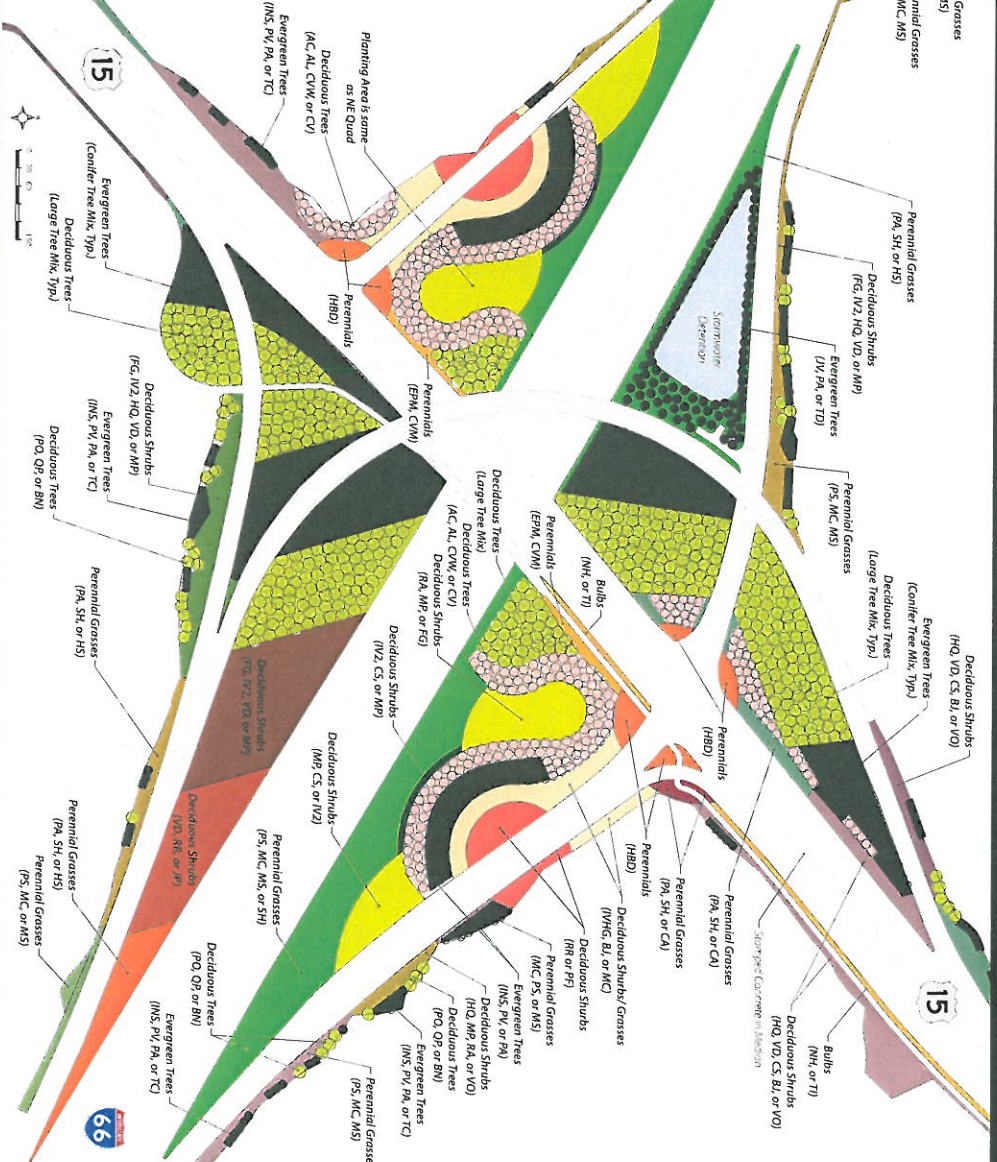 Grasses
MS)
nnial Grasses
MC, MS)
Perennial Grasses
(PA, SH, or HS)
Deciduous Shrubs
(FG, IV2, HQ, VD, or MP)
Evergreen Trees
(IV, PA, or TD)
Perennial Grasses
(PS, MC, MS)
Deciduous Trees
(Large Tree Mix, Typ.)
Evergreen Trees
(Conifer Tree Mix, Typ.)
Deciduous Shrubs
(HQ, VD, CS, BJ, or VO)
15
Evergreen Trees
(INS, PV, PA, or TC)
Deciduous Trees
(AC, AL, CVW, or CV)
Planting Area is same
as NE Quad
Stormwater
Detention
15
Perennials
(HBD)
Perennials
(EPM, CVM)
Evergreen Trees
(Conifer Tree Mix, Typ.)
Deciduous Trees
(Large Tree Mix, Typ.)
Deciduous Shrubs
(FG, IV2, HQ, VD, or MP)
Evergreen Trees
(INS, PV, PA, or TC)
Deciduous Trees
(PO, QP, or BN)
Perennial Grasses
(PA, SH, or HS)
Perennial Grasses
(PA, SH, or HS)
Perennial Grasses
(PS, MC, or MS)
Bulbs
(NH, or TI)
Perennials
(EPM, CVM)
Deciduous Trees
(Large Tree Mix)
Deciduous Trees
(AC, AL, CVW, or CV)
Deciduous Shrubs
(RA, MP, or FG)
Deciduous Shrubs
(IV2, CS, or MP)
Deciduous Shrubs
(MP, CS, or IV2)
Perennial Grasses
(PS, MC, MS, or SH)
Deciduous Shrubs
(FG, IV2, VD, or MP)
Deciduous Shrubs
(VD, RR, or JP)
Deciduous Trees
(PO, QP, or BN)
Evergreen Trees
(INS, PV, PA, or TC)
Perennials
(HBD)
Perennials
(HBD)
Perennial Grasses
(PA, SH, or CA)
Perennial Grasses
(PA, SH, or CA)
Stamped Concrete in Median
Deciduous Shrubs
(HQ, VD, CS, BJ, or VO)
Bulbs
(NH, or TI)
Deciduous Shurbs/ Grasses
(IVHG, BJ, or MC)
Deciduous Shurbs
(RR or PF)
Perennial Grasses
(MC, PS, or MS)
Evergreen Trees
(INS, PV, or PA)
Deciduous Shrubs
(HQ, MP, RA, or VO)
Deciduous Trees
(PO, QP, or BN)
Evergreen Trees
(INS, PV, PA, or TC)
Perennial Grasse
(PS, MC, MS)
66